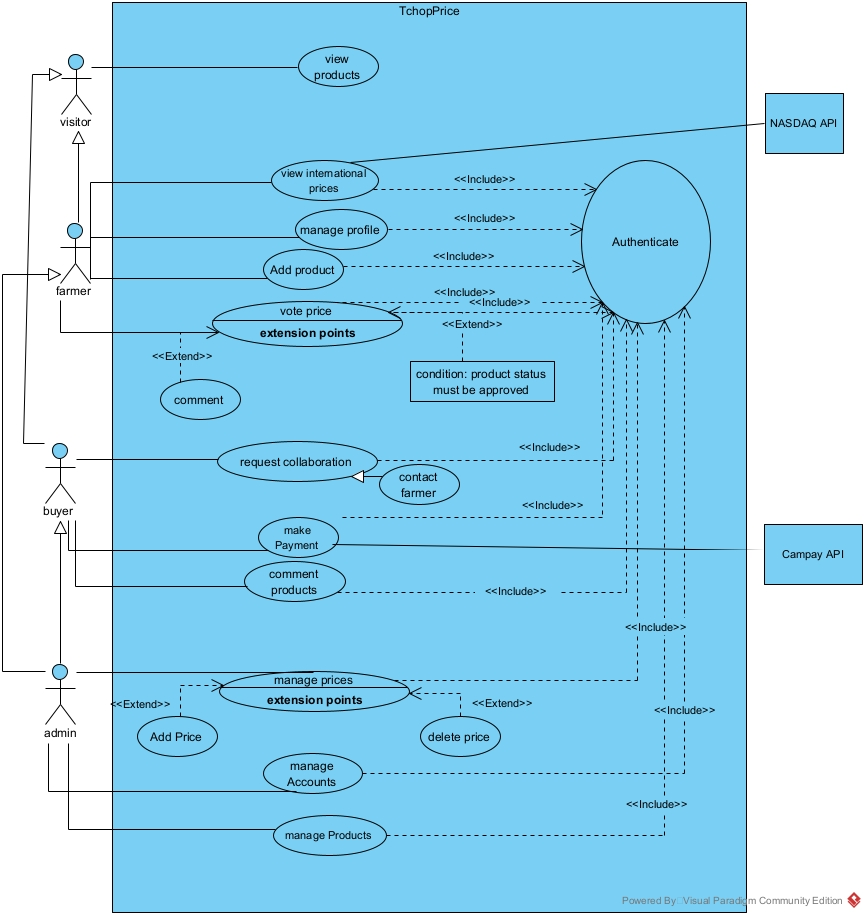 TchopPrice
view
products
visitor
NASDAQ API
view international
prices
<<Include>>
manage profile
<<Include>>
Authenticate
Add product
<<Include>>
farmer
<<Include>>
<<Include>>
vote price
extension points
<<Extend>>
<<Extend>>
condition: product status
must be approved
comment
<<Include>>
request collaboration
contact
farmer
<<Include>>
buyer
make
Payment
Campay API
comment
products
<<Include>>
<<Include>>
manage prices
extension points
<<Extend>>
<<Extend>>
<<Include>>
Add Price
delete price
admin
manage
Accounts
<<Include>>
manage Products
Powered By: Visual Paradigm Community Edition